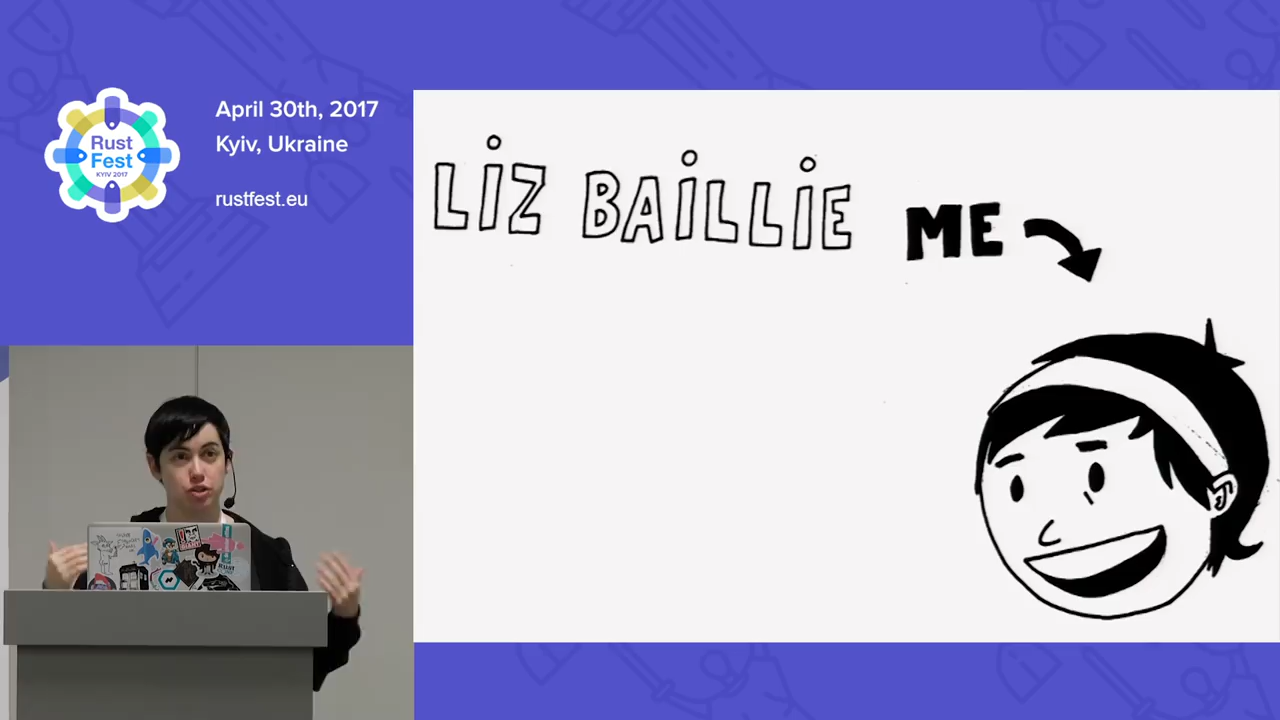 Rust
Fest
KYIV 2017
April 30th, 2017
Kyiv, Ukraine
rustfest.eu
LiZ BAiLLiE
ME